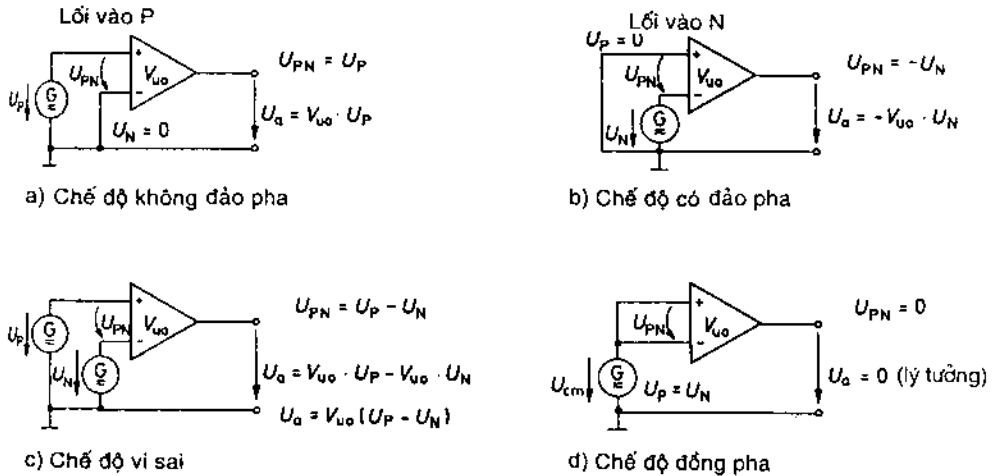 Lối vào P
+
U_PN
V_uo
−
U_P
G
U_N = 0
U_PN = U_P
U_a = V_uo · U_P
a) Chế độ không đảo pha
Lối vào N
U_P = 0
+
U_PN
V_uo
−
G
U_N
U_PN = -U_N
U_a = -V_uo · U_N
b) Chế độ có đảo pha
+
U_PN
V_uo
−
U_P
G
U_N
G
U_PN = U_P − U_N
U_a = V_uo · U_P − V_uo · U_N
U_a = V_uo (U_P − U_N)
c) Chế độ vi sai
+
U_PN
V_uo
−
U_cm
G
U_P = U_N
U_PN = 0
U_a = 0 (lý tưởng)
d) Chế độ đồng pha